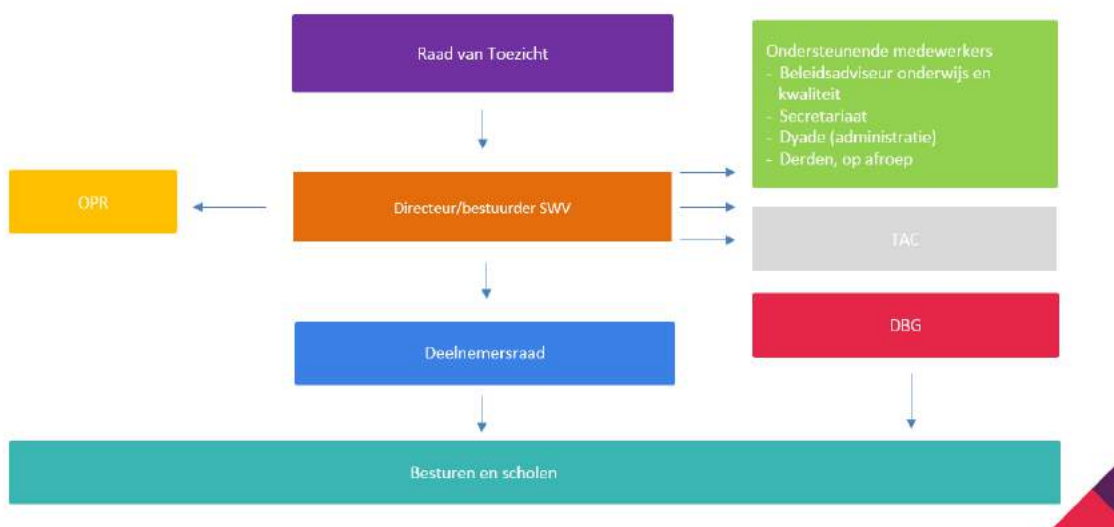 Raad van Toezicht
Ondersteunende medewerkers
- Beleidsadviseur onderwijs en
kwaliteit
- Secretariaat
- Dyade (administratie)
- Derden, op afroep
OPR
Directeur/bestuurder SWV
TAC
DBG
Deelnemersraad
Besturen en scholen